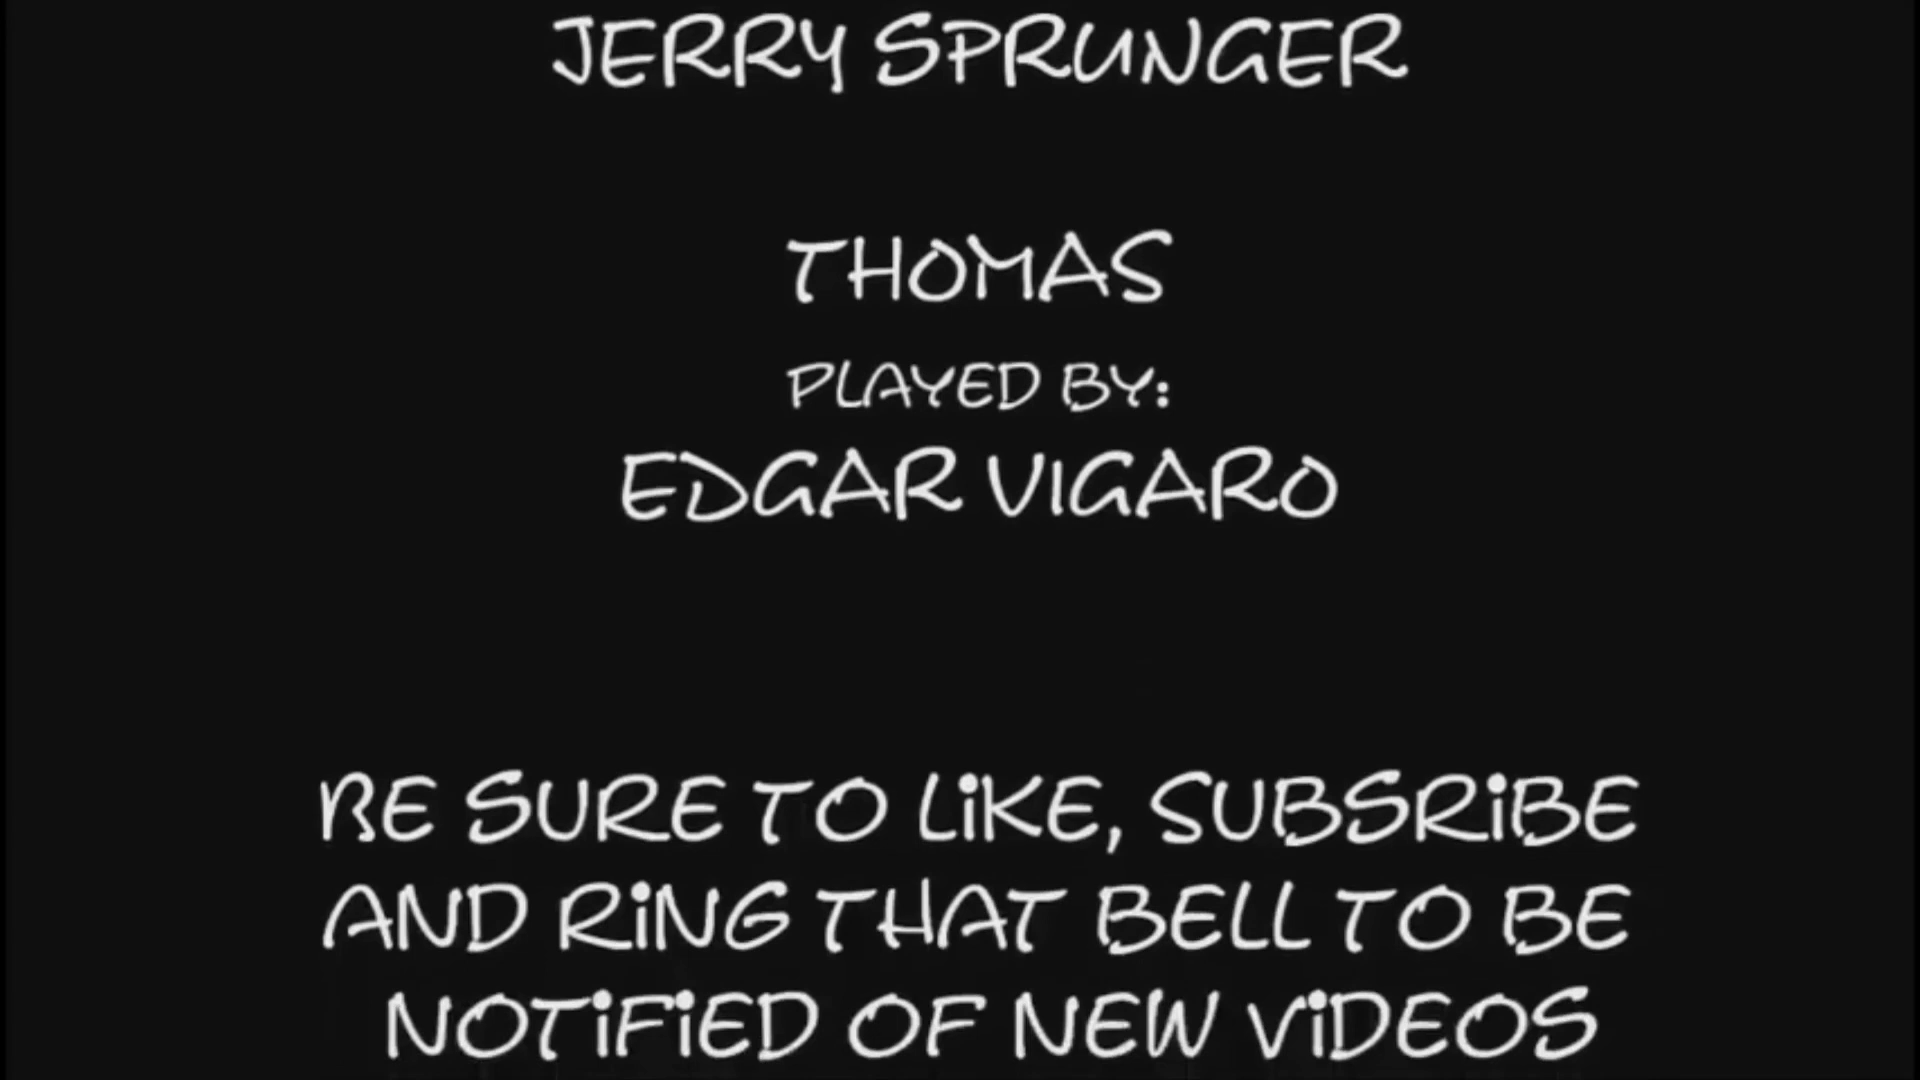 JERRY SPRUNGER
THOMAS
PLAYED BY:
EDGAR VIGARO
BE SURE TO LiKE, SUBSRiBE
AND RiNG THAT BELL TO BE
NOTiFiED OF NEW ViDEOS